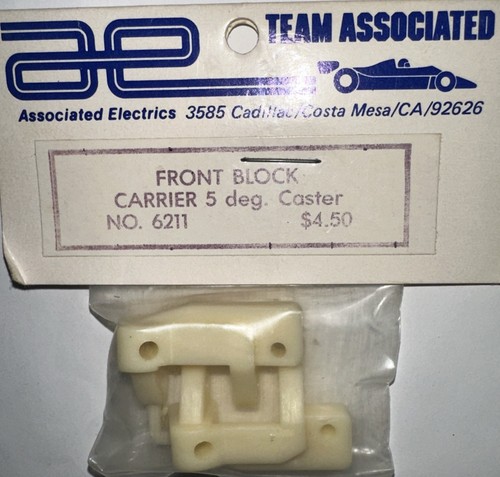 ae TEAM ASSOCIATED
Associated Electrics 3585 Cadillac/Costa Mesa/CA/92626
FRONT BLOCK
CARRIER 5 deg. Caster
NO. 6211 $4.50